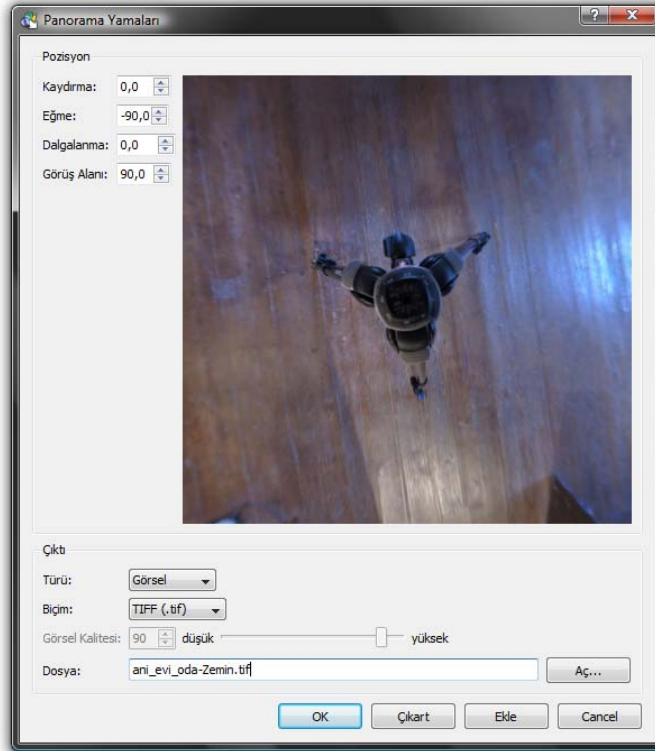 Panorama Yamaları
Pozisyon
Kaydırma: 0,0
Eğme: -90,0
Dalgalanma: 0,0
Görüş Alanı: 90,0
Çıktı
Türü: Görsel
Biçim: TIFF (.tif)
Görsel Kalitesi: 90 düşük yüksek
Dosya: ani_evi_oda-Zemin.tif Aç...
OK Çıkart Ekle Cancel